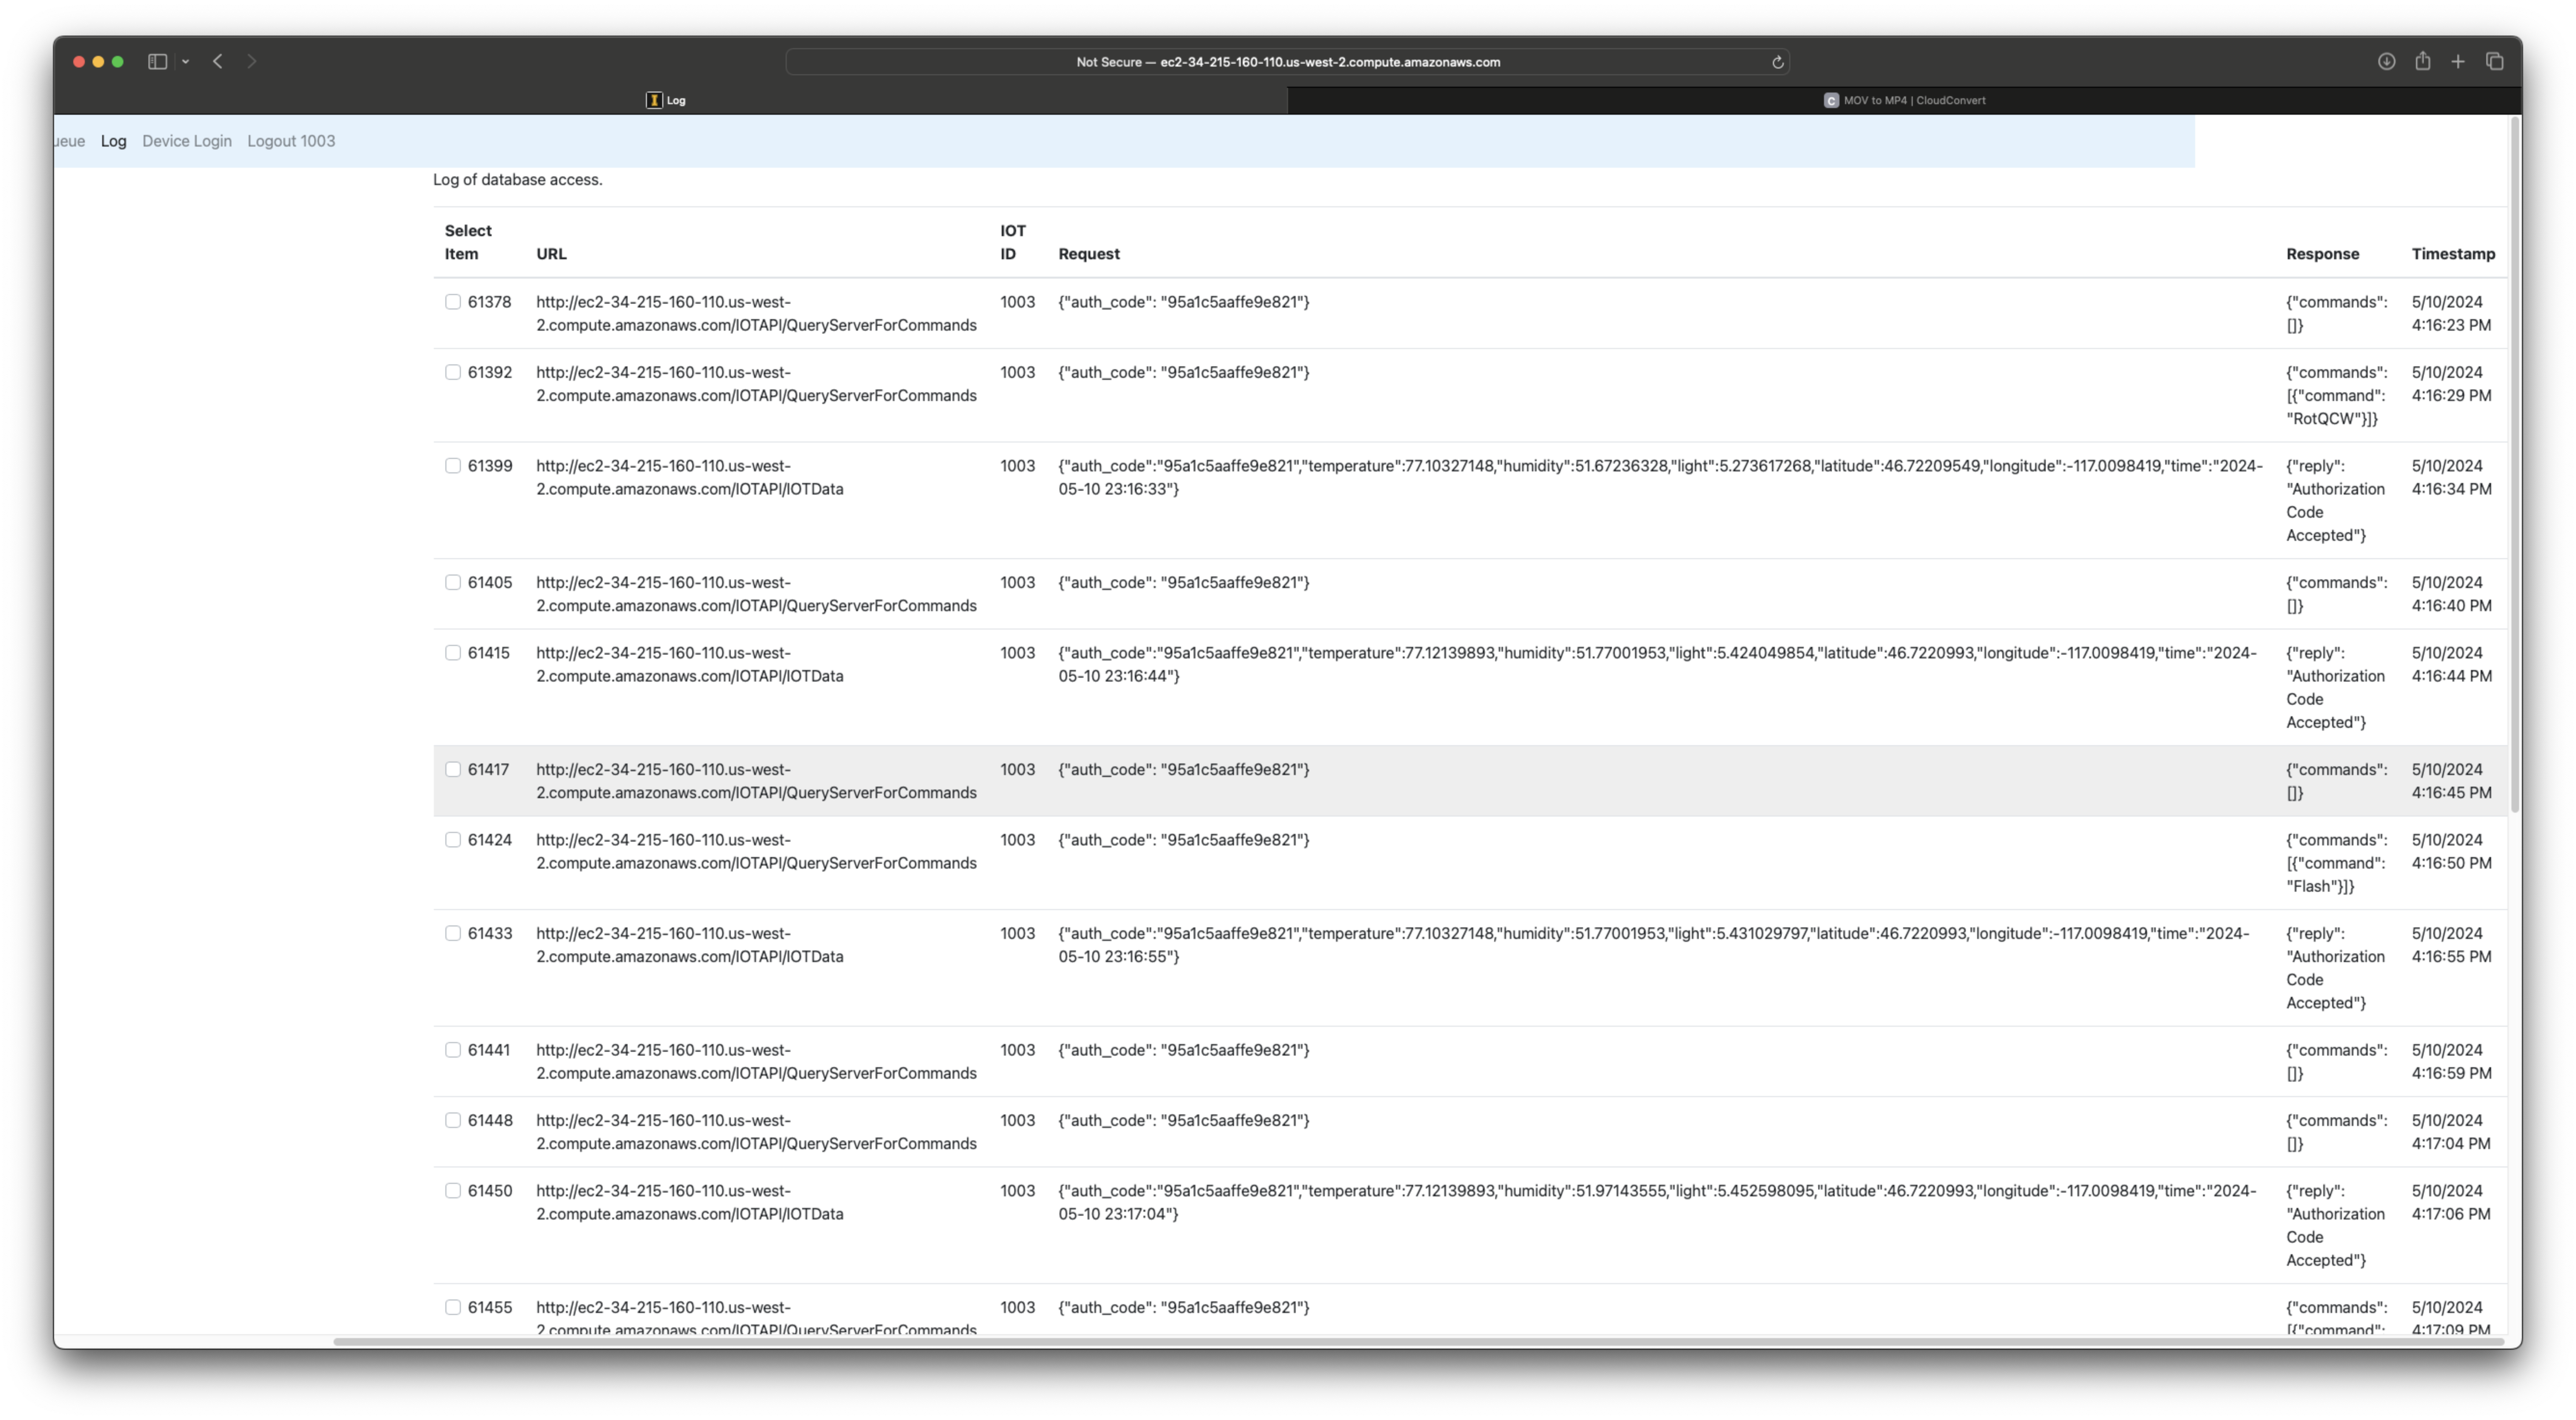 Not Secure — ec2-34-215-160-110.us-west-2.compute.amazonaws.com
Log
C MOV to MP4 | CloudConvert
ueue Log Device Login Logout 1003
Log of database access.
Select Item URL IOT ID Request Response Timestamp
61378 http://ec2-34-215-160-110.us-west- 1003 {"auth_code": "95a1c5aaffe9e821"} {"commands": 5/10/2024
2.compute.amazonaws.com/IOTAPI/QueryServerForCommands []} 4:16:23 PM
61392 http://ec2-34-215-160-110.us-west- 1003 {"auth_code": "95a1c5aaffe9e821"} {"commands": 5/10/2024
2.compute.amazonaws.com/IOTAPI/QueryServerForCommands [{"command": 4:16:29 PM
"RotQCW"}]}
61399 http://ec2-34-215-160-110.us-west- 1003 {"auth_code":"95a1c5aaffe9e821","temperature":77.10327148,"humidity":51.67236328,"light":5.273617268,"latitude":46.72209549,"longitude":-117.0098419,"time":"2024- {"reply": 5/10/2024
2.compute.amazonaws.com/IOTAPI/IOTData 05-10 23:16:33"} "Authorization 4:16:34 PM
Code
Accepted"}
61405 http://ec2-34-215-160-110.us-west- 1003 {"auth_code": "95a1c5aaffe9e821"} {"commands": 5/10/2024
2.compute.amazonaws.com/IOTAPI/QueryServerForCommands []} 4:16:40 PM
61415 http://ec2-34-215-160-110.us-west- 1003 {"auth_code":"95a1c5aaffe9e821","temperature":77.12139893,"humidity":51.77001953,"light":5.424049854,"latitude":46.7220993,"longitude":-117.0098419,"time":"2024- {"reply": 5/10/2024
2.compute.amazonaws.com/IOTAPI/IOTData 05-10 23:16:44"} "Authorization 4:16:44 PM
Code
Accepted"}
61417 http://ec2-34-215-160-110.us-west- 1003 {"auth_code": "95a1c5aaffe9e821"} {"commands": 5/10/2024
2.compute.amazonaws.com/IOTAPI/QueryServerForCommands []} 4:16:45 PM
61424 http://ec2-34-215-160-110.us-west- 1003 {"auth_code": "95a1c5aaffe9e821"} {"commands": 5/10/2024
2.compute.amazonaws.com/IOTAPI/QueryServerForCommands [{"command": 4:16:50 PM
"Flash"}]}
61433 http://ec2-34-215-160-110.us-west- 1003 {"auth_code":"95a1c5aaffe9e821","temperature":77.10327148,"humidity":51.77001953,"light":5.431029797,"latitude":46.7220993,"longitude":-117.0098419,"time":"2024- {"reply": 5/10/2024
2.compute.amazonaws.com/IOTAPI/IOTData 05-10 23:16:55"} "Authorization 4:16:55 PM
Code
Accepted"}
61441 http://ec2-34-215-160-110.us-west- 1003 {"auth_code": "95a1c5aaffe9e821"} {"commands": 5/10/2024
2.compute.amazonaws.com/IOTAPI/QueryServerForCommands []} 4:16:59 PM
61448 http://ec2-34-215-160-110.us-west- 1003 {"auth_code": "95a1c5aaffe9e821"} {"commands": 5/10/2024
2.compute.amazonaws.com/IOTAPI/QueryServerForCommands []} 4:17:04 PM
61450 http://ec2-34-215-160-110.us-west- 1003 {"auth_code":"95a1c5aaffe9e821","temperature":77.12139893,"humidity":51.97143555,"light":5.452598095,"latitude":46.7220993,"longitude":-117.0098419,"time":"2024- {"reply": 5/10/2024
2.compute.amazonaws.com/IOTAPI/IOTData 05-10 23:17:04"} "Authorization 4:17:06 PM
Code
Accepted"}
61455 http://ec2-34-215-160-110.us-west- 1003 {"auth_code": "95a1c5aaffe9e821"} {"commands": 5/10/2024
2.compute.amazonaws.com/IOTAPI/QueryServerForCommands [{"command": 4:17:09 PM